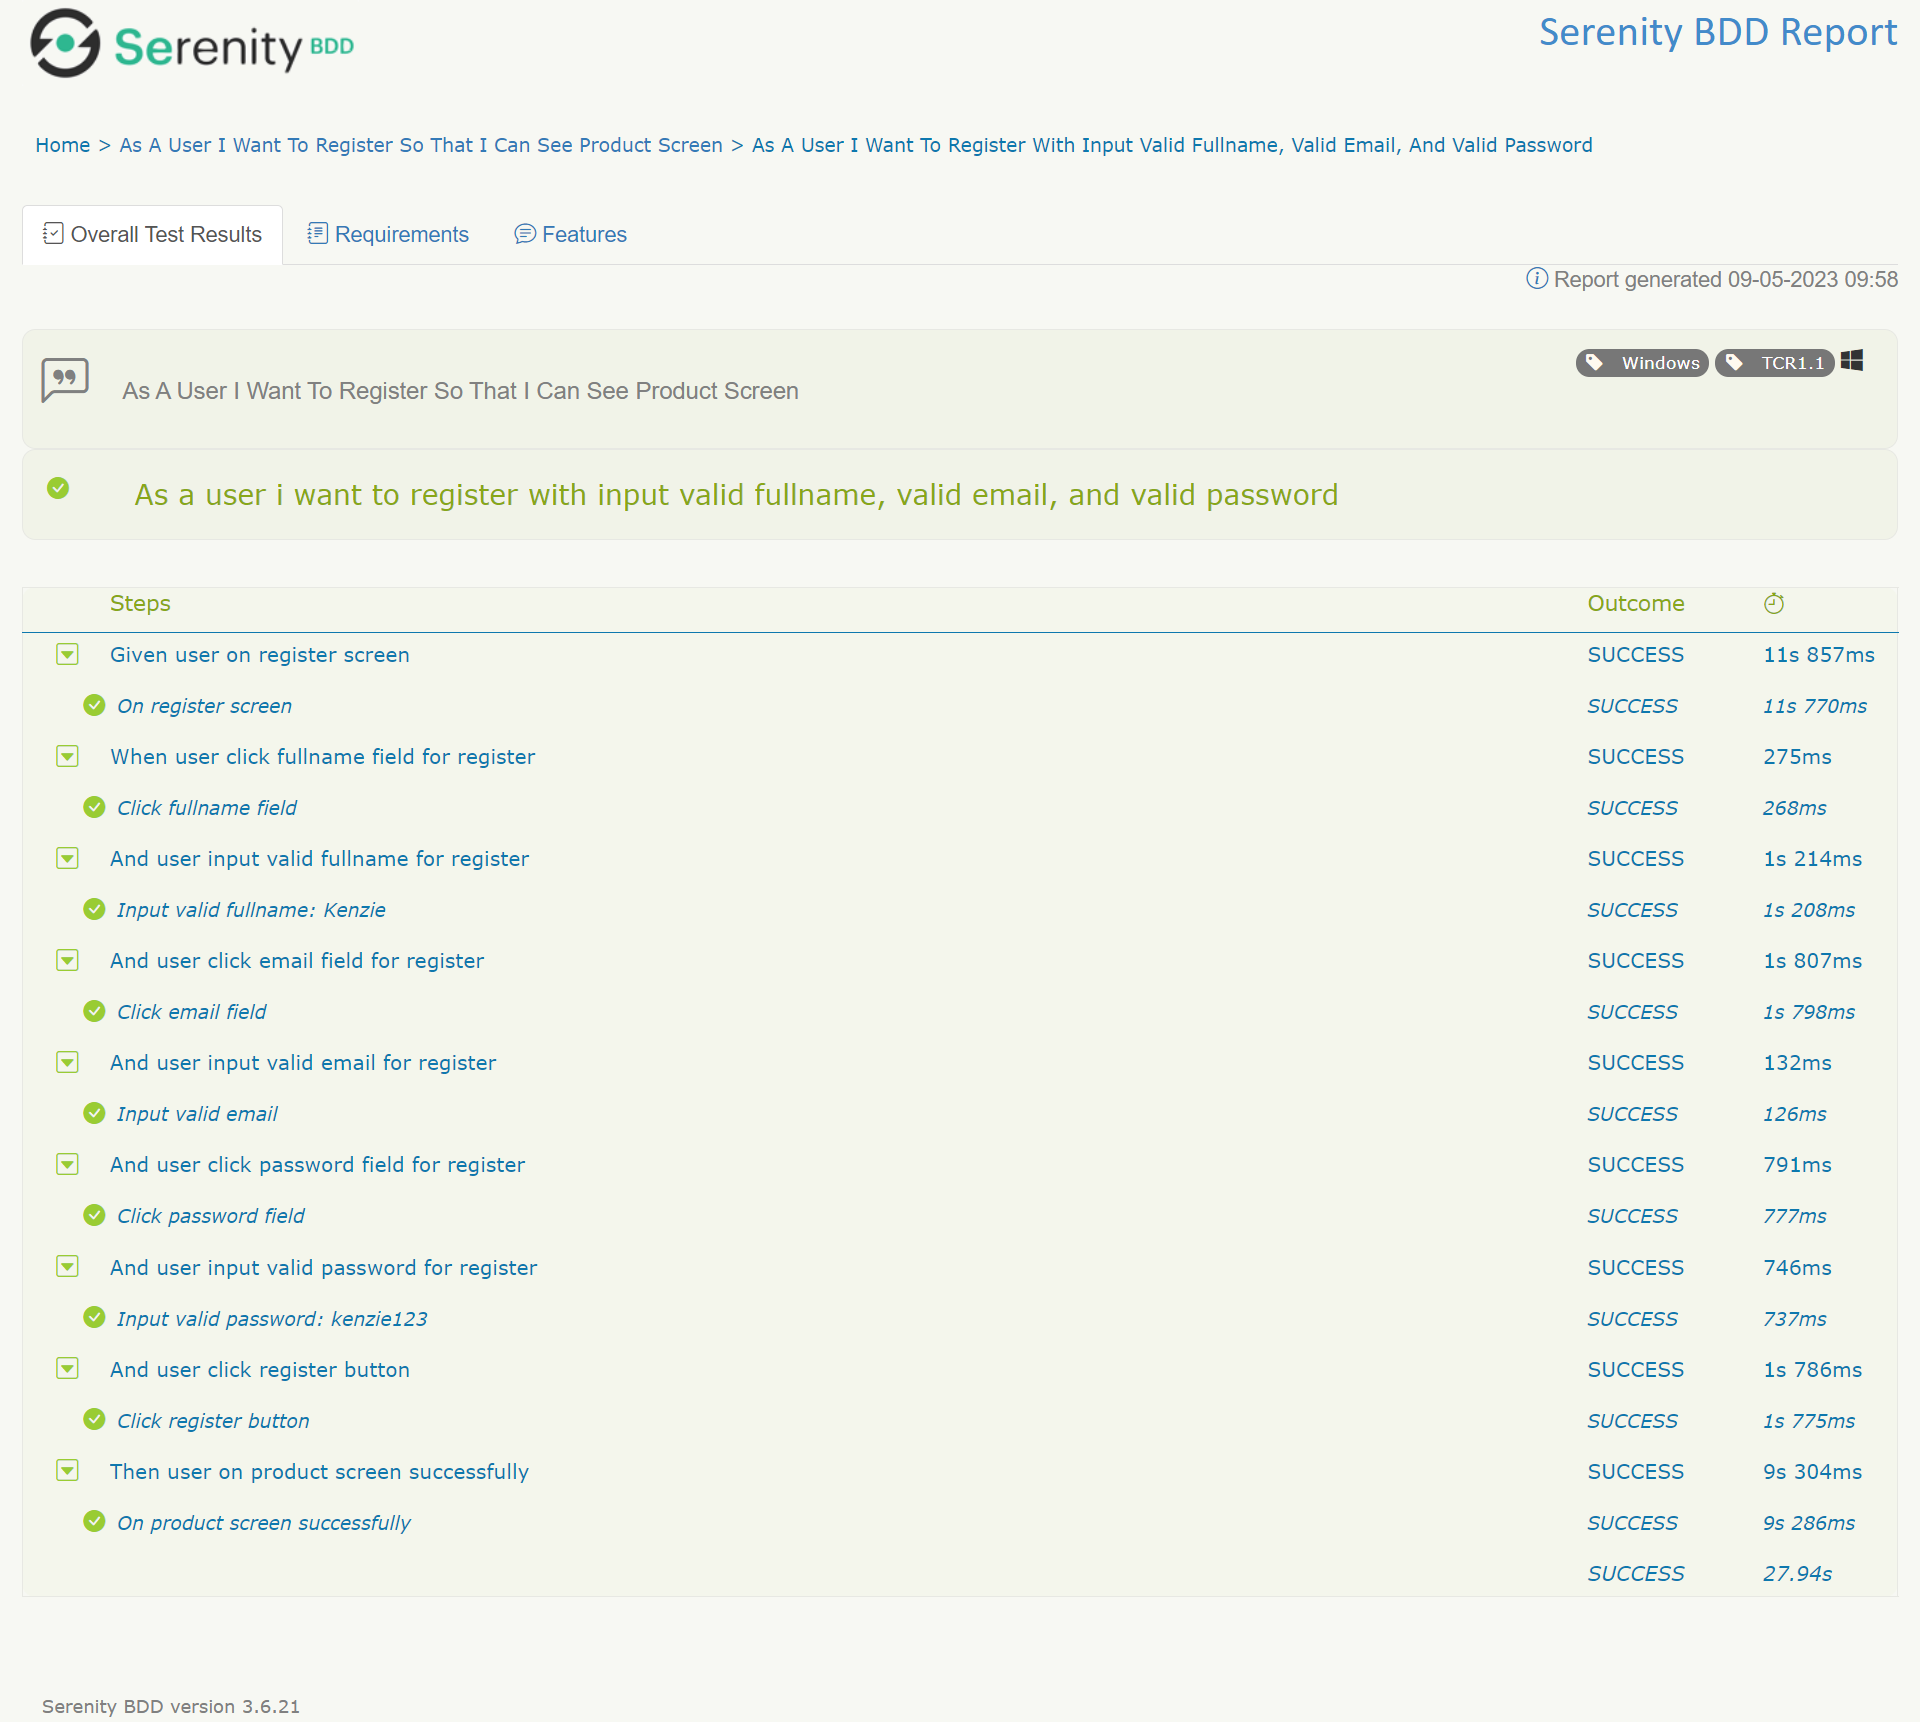 Serenity BDD
Serenity BDD Report
Home > As A User I Want To Register So That I Can See Product Screen > As A User I Want To Register With Input Valid Fullname, Valid Email, And Valid Password
Overall Test Results Requirements Features
Report generated 09-05-2023 09:58
Windows TCR1.1
As A User I Want To Register So That I Can See Product Screen
As a user i want to register with input valid fullname, valid email, and valid password
Steps Outcome
Given user on register screen SUCCESS 11s 857ms
On register screen SUCCESS 11s 770ms
When user click fullname field for register SUCCESS 275ms
Click fullname field SUCCESS 268ms
And user input valid fullname for register SUCCESS 1s 214ms
Input valid fullname: Kenzie SUCCESS 1s 208ms
And user click email field for register SUCCESS 1s 807ms
Click email field SUCCESS 1s 798ms
And user input valid email for register SUCCESS 132ms
Input valid email SUCCESS 126ms
And user click password field for register SUCCESS 791ms
Click password field SUCCESS 777ms
And user input valid password for register SUCCESS 746ms
Input valid password: kenzie123 SUCCESS 737ms
And user click register button SUCCESS 1s 786ms
Click register button SUCCESS 1s 775ms
Then user on product screen successfully SUCCESS 9s 304ms
On product screen successfully SUCCESS 9s 286ms
SUCCESS 27.94s
Serenity BDD version 3.6.21